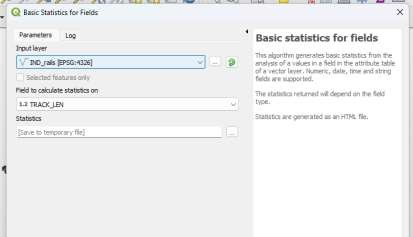 Basic Statistics for Fields
Parameters
Log
Input layer
IND_rails [EPSG:4326]
...
Selected features only
Field to calculate statistics on
1.2 TRACK_LEN
Statistics
[Save to temporary file]
...
Basic statistics for fields
This algorithm generates basic statistics from the
analysis of a values in a field in the attribute table
of a vector layer. Numeric, date, time and string
fields are supported.
The statistics returned will depend on the field
type.
Statistics are generated as an HTML file.